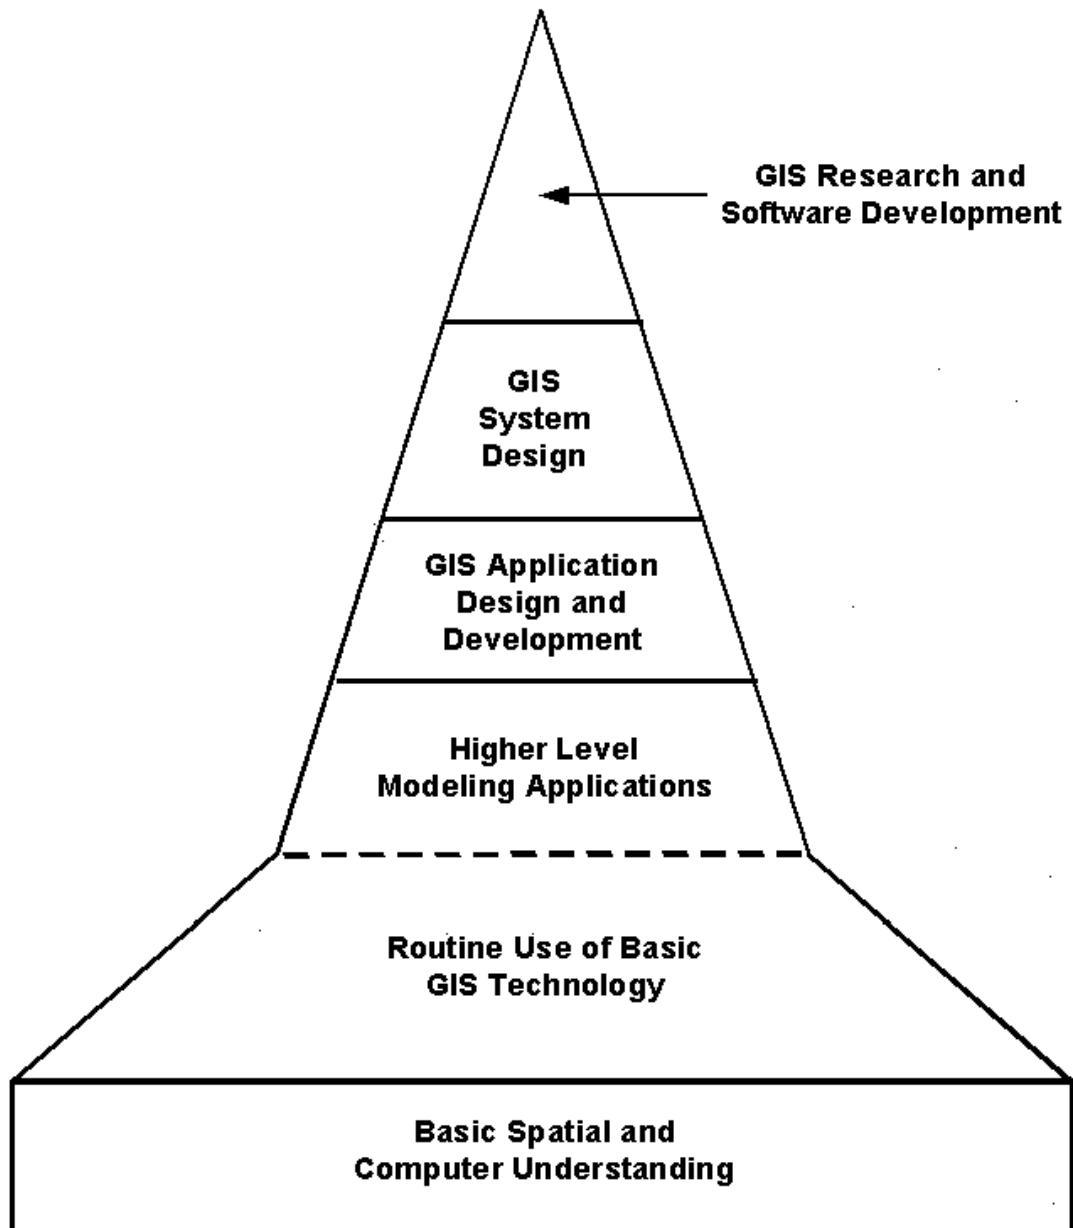 GIS Research and
Software Development
GIS
System
Design
GIS Application
Design and
Development
Higher Level
Modeling Applications
Routine Use of Basic
GIS Technology
Basic Spatial and
Computer Understanding